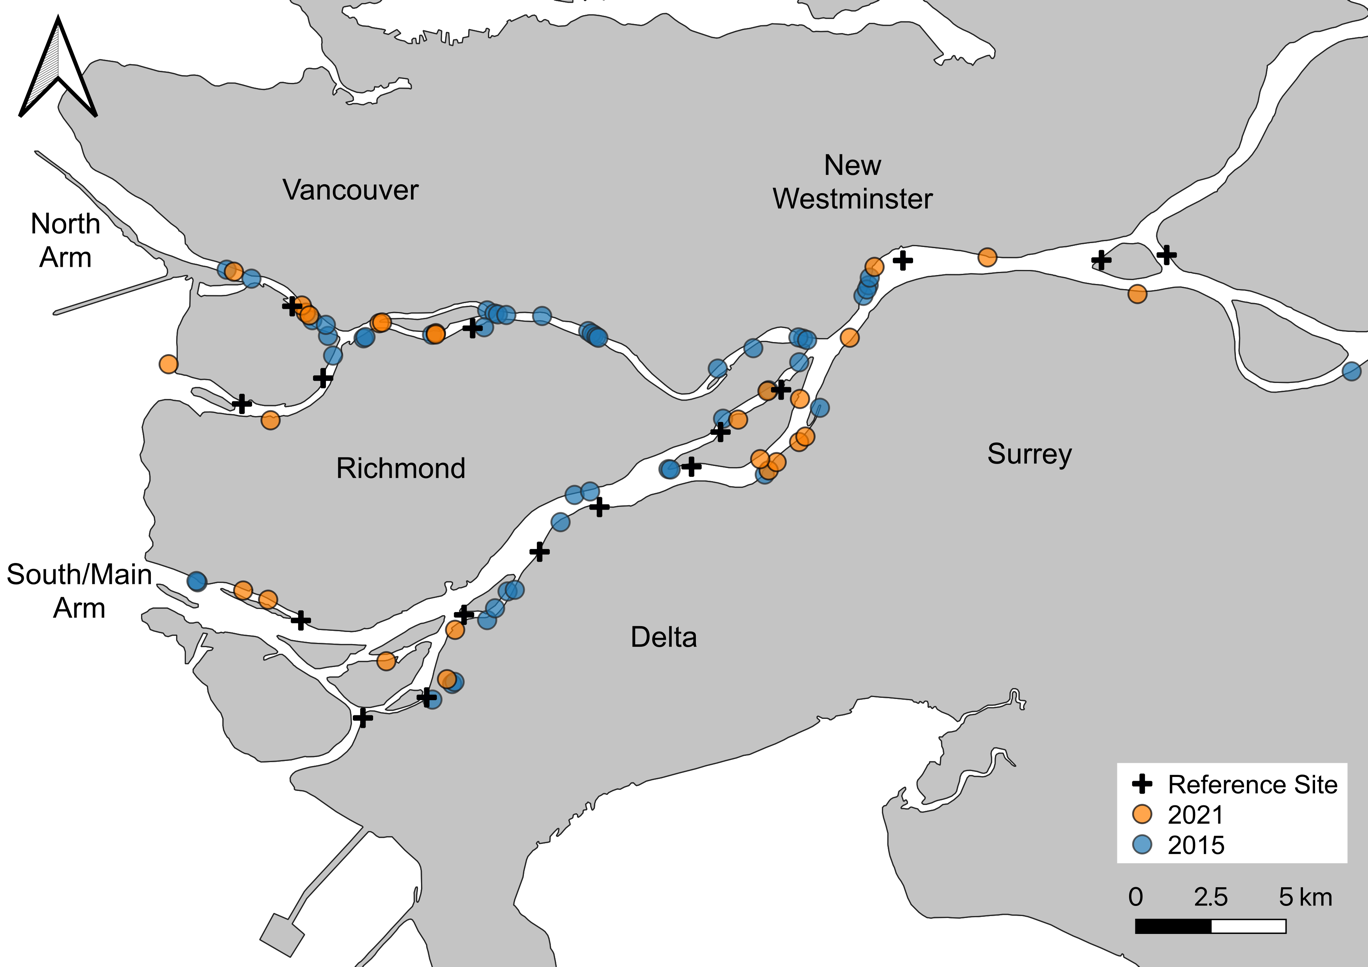 New
Westminster
Vancouver
North
Arm
Richmond
Surrey
South/Main
Arm
Delta
Reference Site
2021
2015
0 2.5 5 km